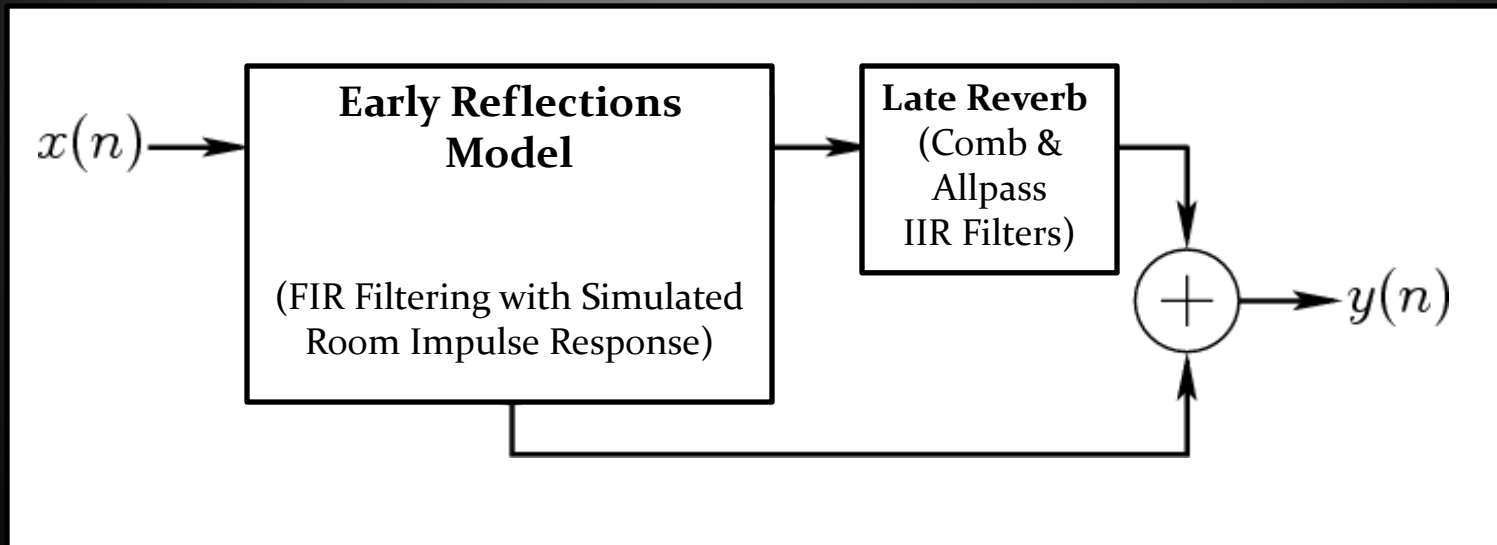 x(n)
Early Reflections
Model
(FIR Filtering with Simulated
Room Impulse Response)
Late Reverb
(Comb &
Allpass
IIR Filters)
+
y(n)